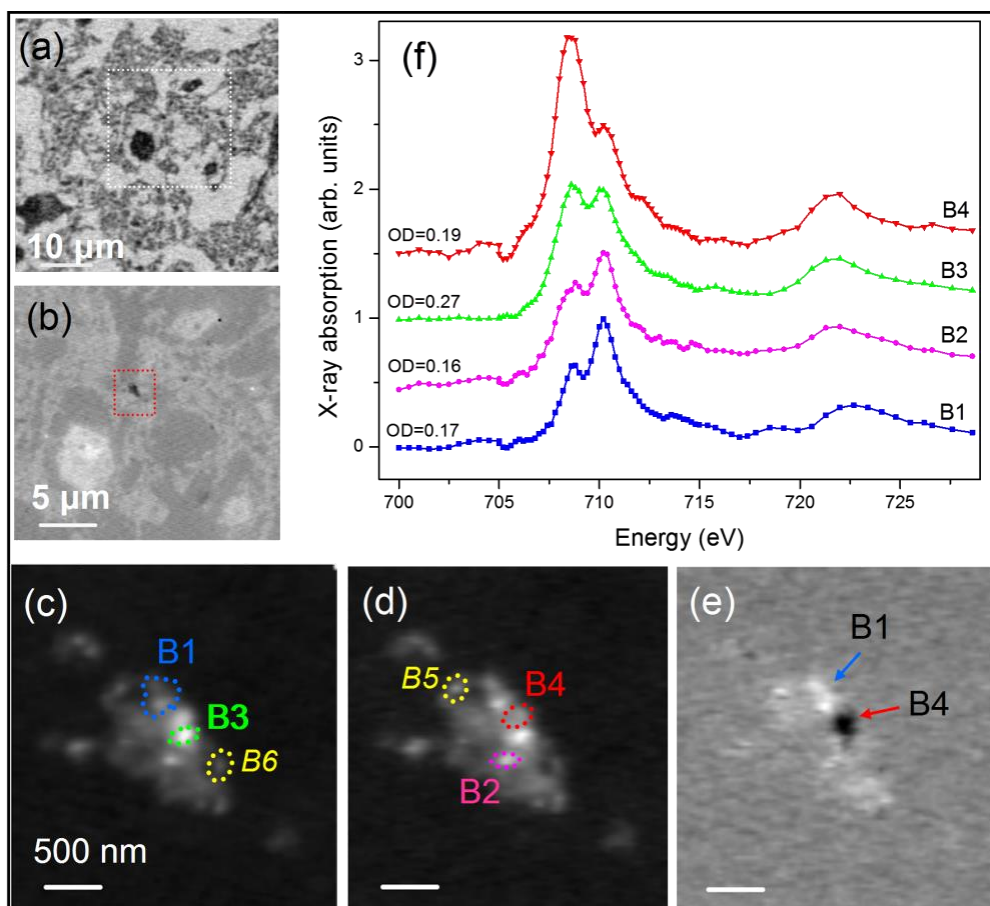 (a)
10 µm
(b)
5 µm
(f)
3
2
1
0
X-ray absorption (arb. units)
OD=0.19
B4
OD=0.27
B3
OD=0.16
B2
OD=0.17
B1
700
705
710
715
720
725
Energy (eV)
(c)
B1
B3
B6
500 nm
(d)
B5
B4
B2
(e)
B1
B4